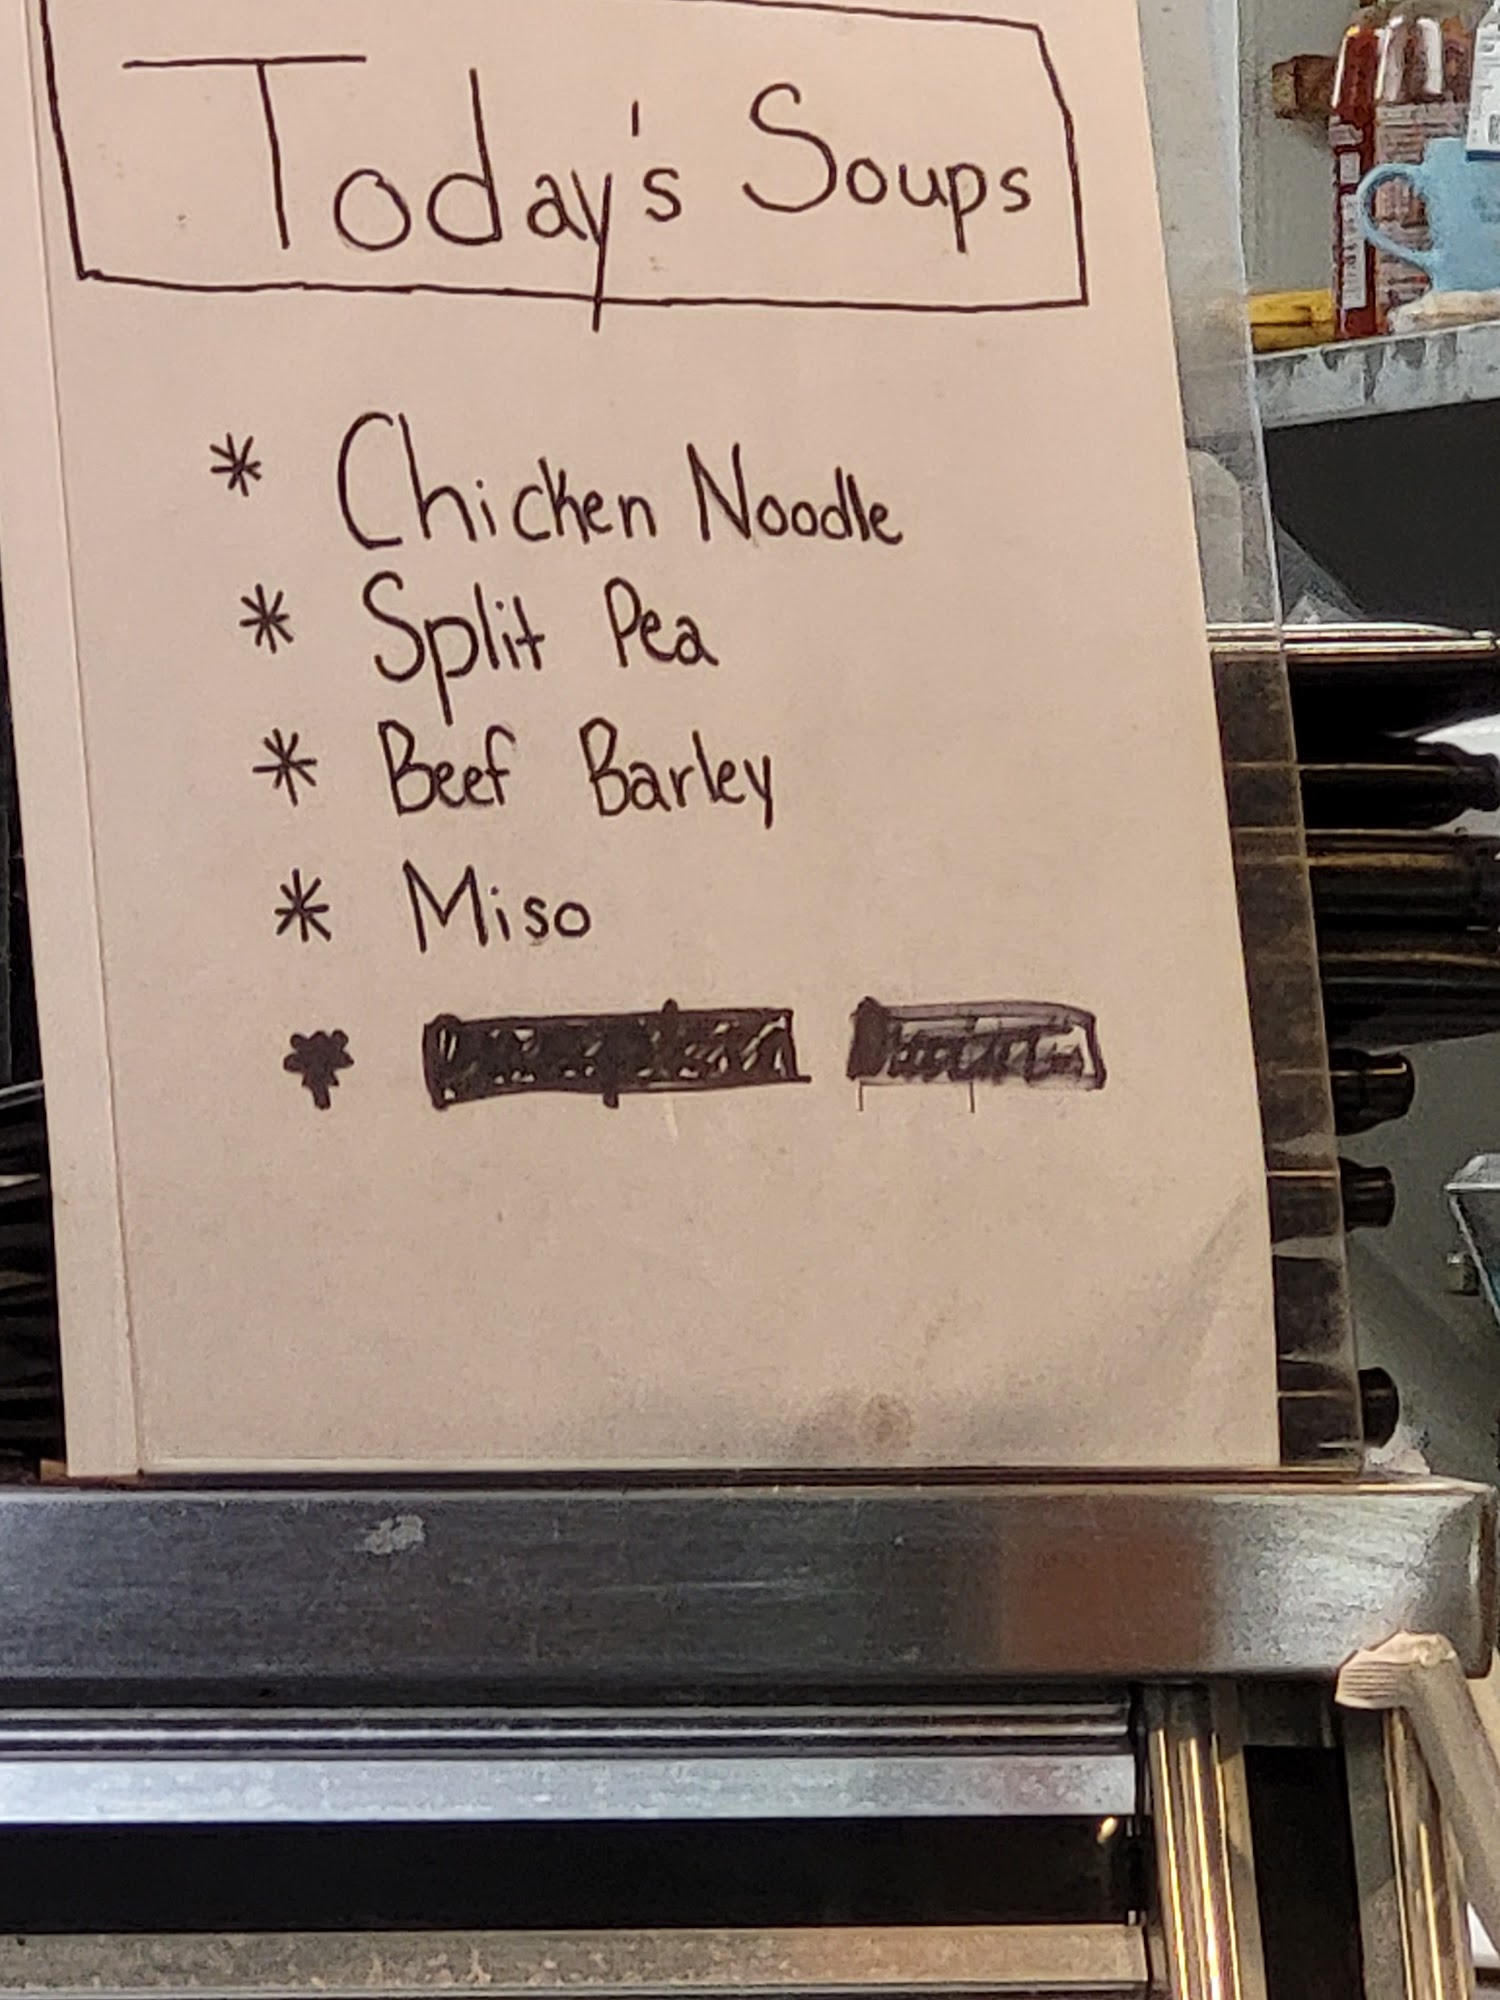 Today's Soups
* Chicken Noodle
* Split Pea
* Beef Barley
* Miso